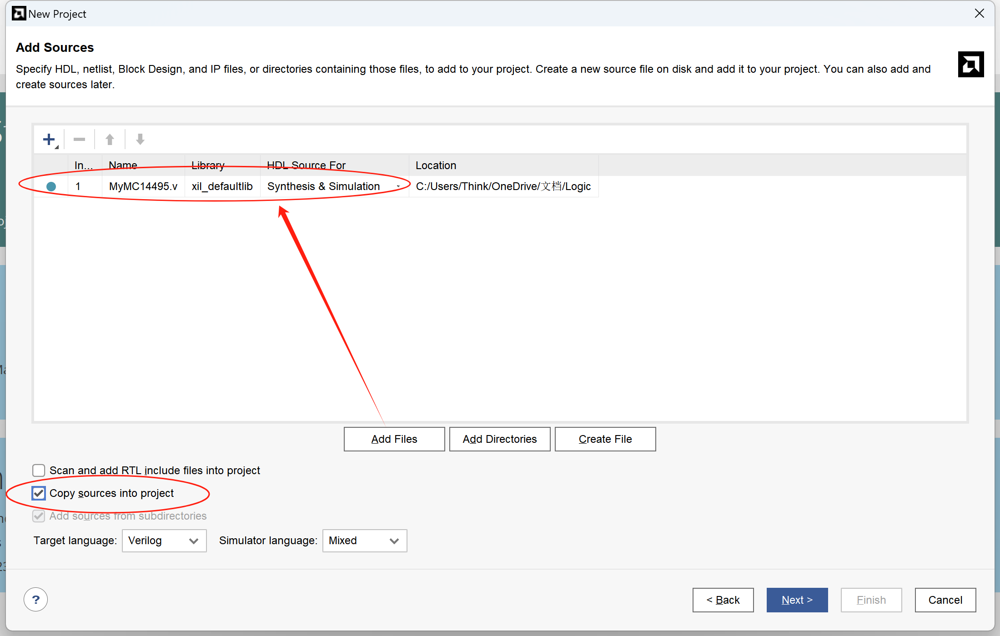 New Project
Add Sources
Specify HDL, netlist, Block Design, and IP files, or directories containing those files, to add to your project. Create a new source file on disk and add it to your project. You can also add and
create sources later.
In... Name Library HDL Source For Location
1 MyMC14495.v xil_defaultlib Synthesis & Simulation C:/Users/Think/OneDrive/文档/Logic
Add Files Add Directories Create File
Scan and add RTL include files into project
Copy sources into project
Add sources from subdirectories
Target language: Verilog Simulator language: Mixed
? < Back Next > Finish Cancel